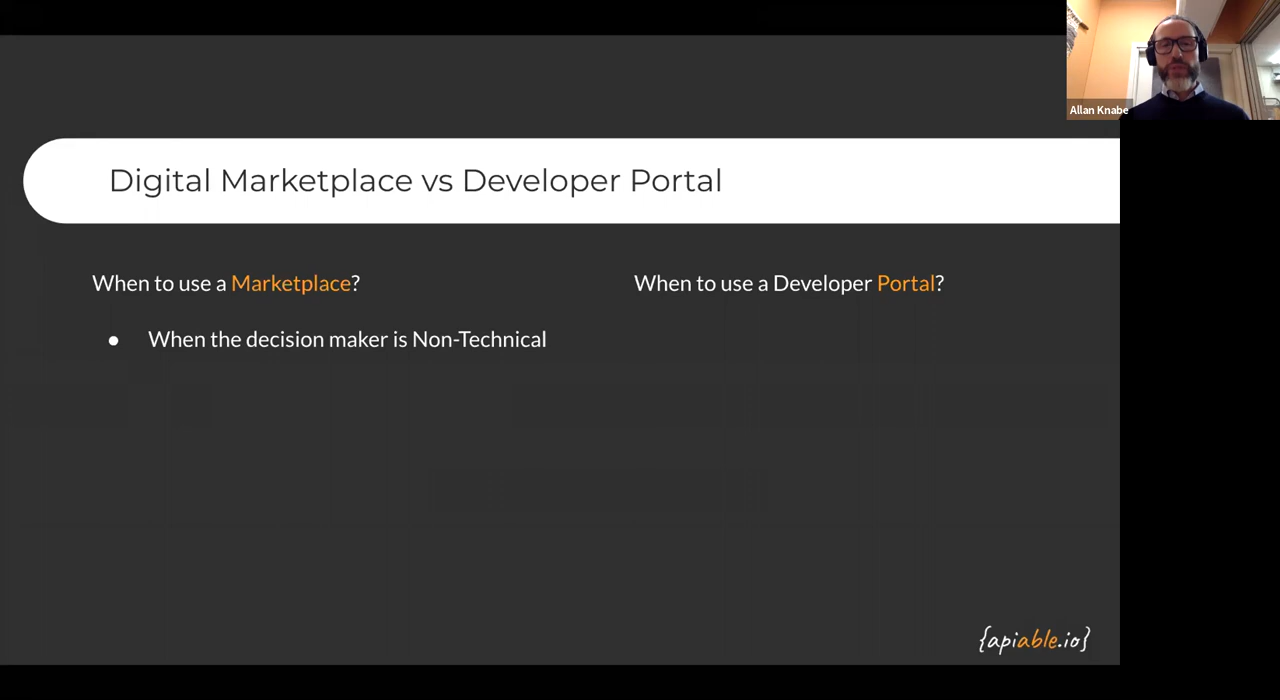 Allan Knabe
Digital Marketplace vs Developer Portal
When to use a Marketplace?
● When the decision maker is Non-Technical
When to use a Developer Portal?
{apiable.io}